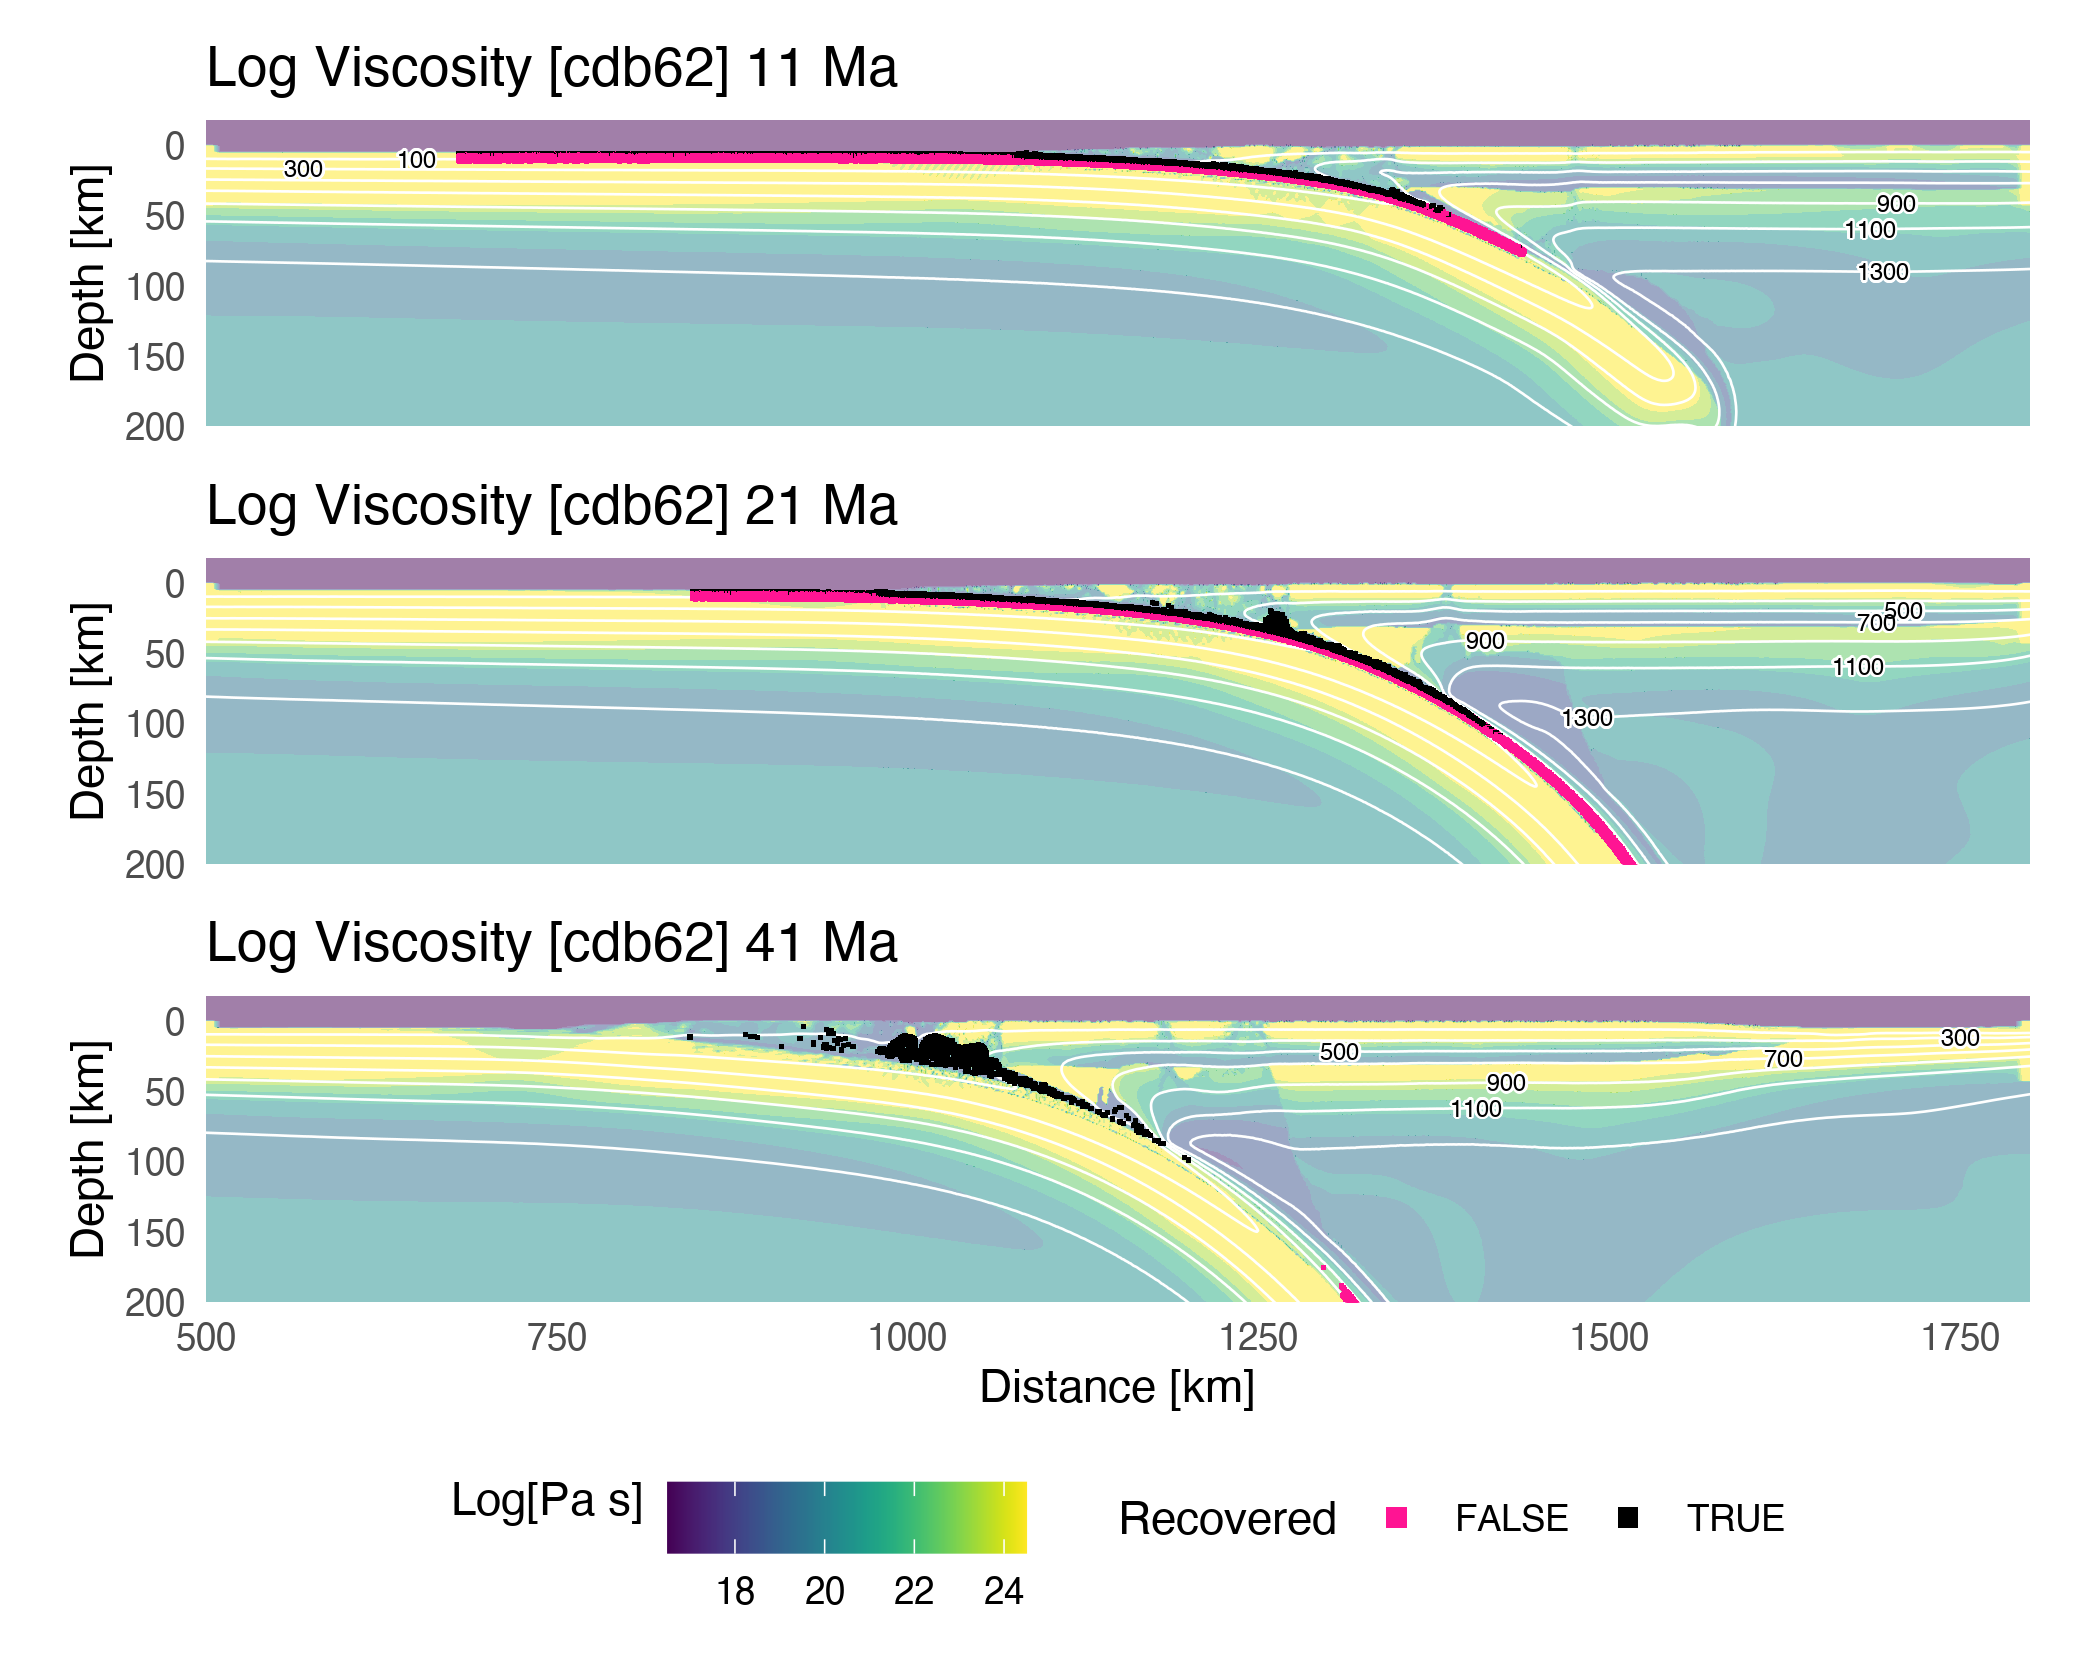 Log Viscosity [cdb62] 11 Ma
0
50
100
150
200
Depth [km]
300
100
900
1100
1300
Log Viscosity [cdb62] 21 Ma
0
50
100
150
200
Depth [km]
500
700
900
1100
1300
Log Viscosity [cdb62] 41 Ma
0
50
100
150
200
Depth [km]
300
500
700
900
1100
500 750 1000 1250 1500 1750
Distance [km]
Log[Pa s]
18 20 22 24
Recovered FALSE TRUE